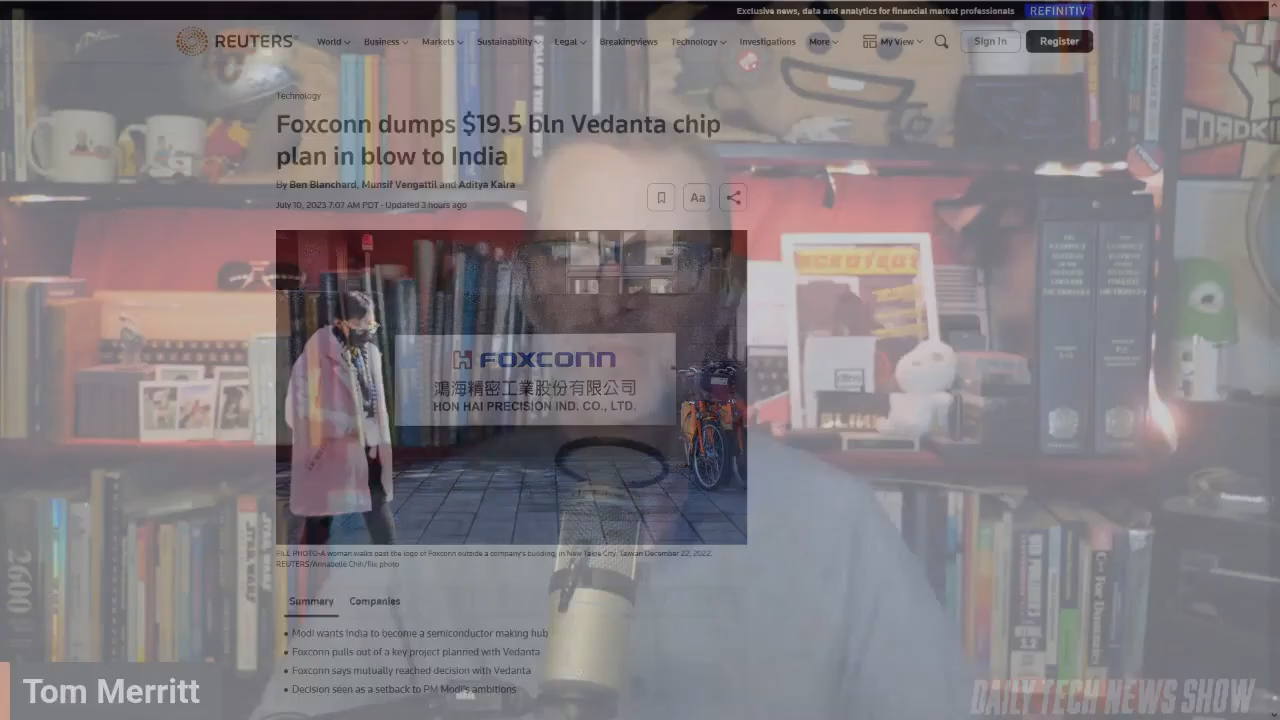 Exclusive news, data and analytics for financial market professionals REFINITIV
REUTERS World Business Markets Sustainability Legal Breakingviews Technology Investigations More My View Sign In Register
Technology
Foxconn dumps $19.5 bln Vedanta chip
plan in blow to India
By Ben Blanchard, Munsif Vengattil and Aditya Kalra
July 10, 2023 7:07 AM PDT · Updated 3 hours ago
Aa
FOXCONN
鴻海精密工業股份有限公司
HON HAI PRECISION IND. CO., LTD.
FILE PHOTO-A woman walks past the logo of Foxconn outside a company's building, in New Taipei City, Taiwan December 22, 2022.
REUTERS/Annabelle Chih/File photo
Summary Companies
Modi wants India to become a semiconductor making hub
Foxconn pulls out of a key project planned with Vedanta
Foxconn says mutually reached decision with Vedanta
Decision seen as a setback to PM Modi's ambitions
2600
Tom Merritt
DAILY TECH NEWS SHOW